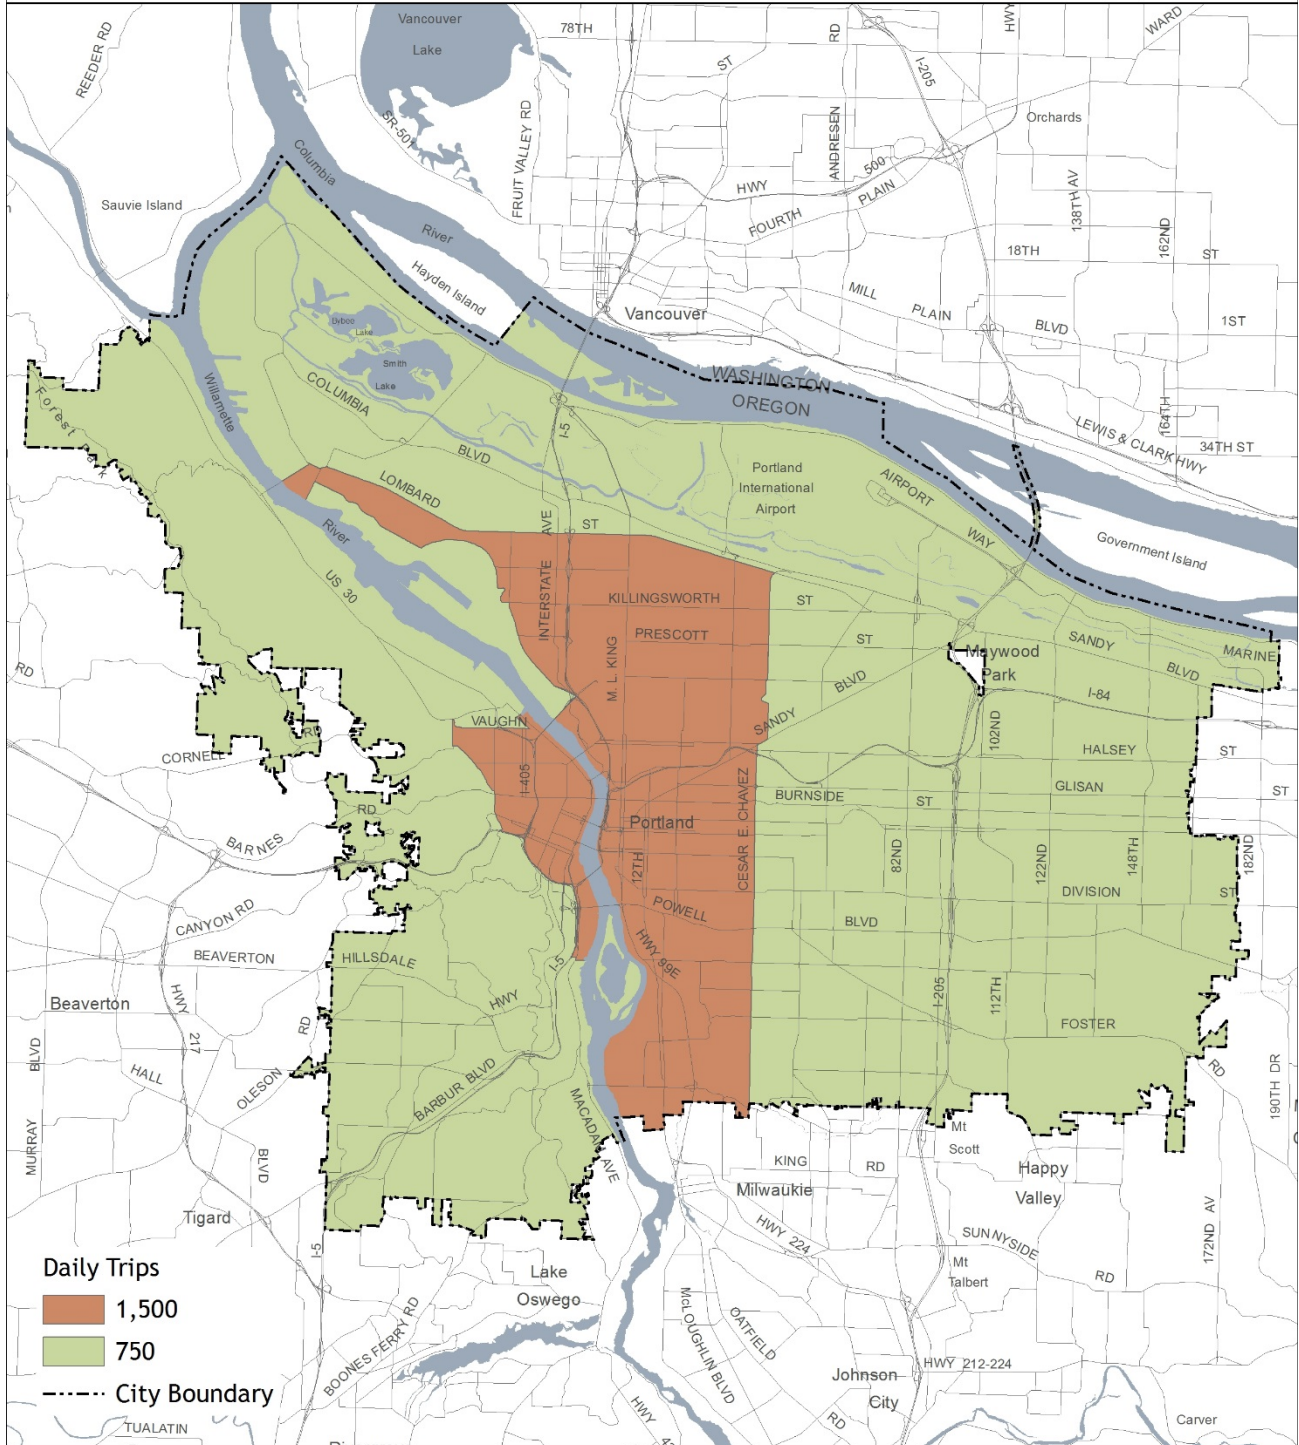 Vancouver
Lake
78TH
RD
HWY
WARD
REEDER RD
ST
I-205
SR-501
FRUIT VALLEY RD
ANDRESEN
Orchards
Columbia
500
HWY
PLAIN
FOURTH
138TH AV
162ND
Sauvie Island
River
18TH
ST
Hayden Island
MILL
PLAIN
BLVD
1ST
Vancouver
Bybee
Lake
Smith
Lake
WASHINGTON
OREGON
Willamette
COLUMBIA
BLVD
I-5
164TH
LEWIS & CLARK HWY
34TH ST
Forest Park
Portland
International
Airport
AIRPORT
WAY
LOMBARD
ST
AVE
INTERSTATE
River
US 30
Government Island
KILLINGSWORTH
ST
PRESCOTT
ST
M. L. KING
Maywood
Park
SANDY
BLVD
MARINE
RD
BLVD
SANDY
I-84
VAUGHN
RD
CORNELL
102ND
HALSEY
ST
I-405
GLISAN
ST
BURNSIDE
ST
RD
CESAR E. CHAVEZ
Portland
BARNES
12TH
82ND
122ND
148TH
182ND
DIVISION
ST
CANYON RD
POWELL
BLVD
BEAVERTON
HILLSDALE
HWY
HWY 99E
I-5
Beaverton
HWY
217
RD
I-205
112TH
FOSTER
RD
BLVD
MURRAY
HALL
BLVD
OLESON
BARBUR BLVD
MACADAM AVE
190TH DR
Mt
Scott
KING
RD
Happy
Valley
Milwaukie
Tigard
I-5
HWY 224
SUNNYSIDE
RD
172ND AV
Mt
Talbert
Lake
Oswego
McLOUGHLIN BLVD
OATFIELD
RD
BOONES FERRY RD
HWY 212-224
Johnson
City
HWY
Carver
TUALATIN
Daily Trips
1,500
750
City Boundary